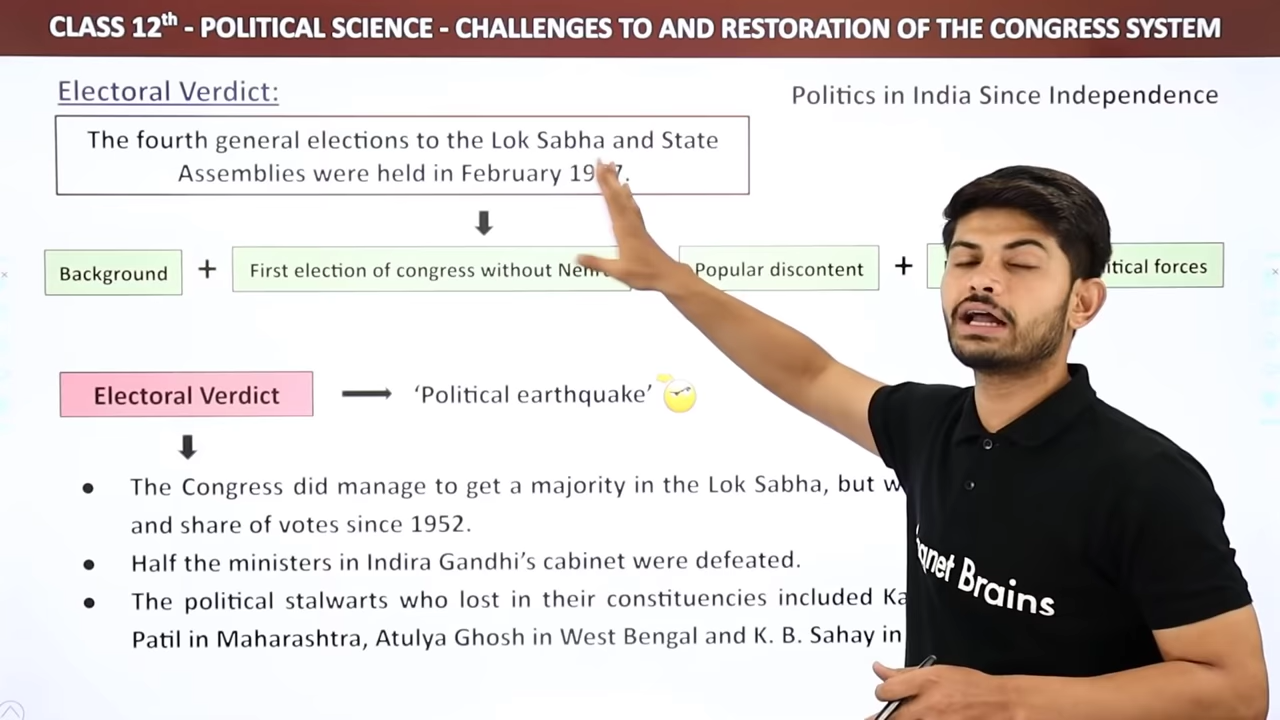 CLASS 12th - POLITICAL SCIENCE - CHALLENGES TO AND RESTORATION OF THE CONGRESS SYSTEM
Electoral Verdict:
Politics in India Since Independence
The fourth general elections to the Lok Sabha and State
Assemblies were held in February
Background + First election of congress without Popular discontent + forces
Electoral Verdict
'Political earthquake'
The Congress did manage to get a majority in the Lok Sabha, but
and share of votes since 1952.
Half the ministers in Indira Gandhi's cabinet were defeated.
The political stalwarts who lost in their constituencies included
Patil in Maharashtra, Atulya Ghosh in West Bengal and K. B. Sahay in
Brains